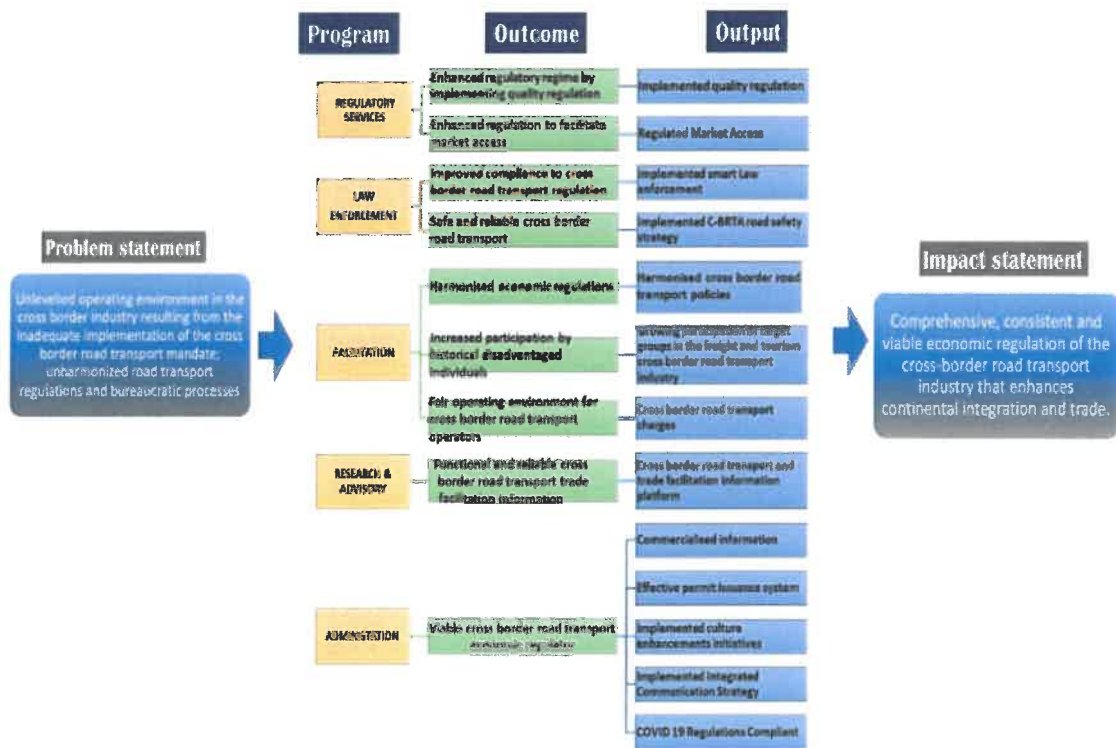 Program
Outcome
Output
REGULATORY
SERVICES
Enhanced regulatory regime by
implementing quality regulation
Implemented quality regulation
Enhanced regulation to facilitate
market access
Regulated Market Access
LAW
ENFORCEMENT
Improved compliance to cross
border road transport regulation
Implemented smart Law
enforcement
Safe and reliable cross border
road transport
Implemented C-BRTA road safety
strategy
Problem statement
Unlevelled operating environment in the
cross border industry resulting from the
inadequate implementation of the cross
border road transport mandate;
unharmonized road transport
regulations and bureaucratic processes
FACILITATION
Harmonised economic regulations
Harmonised cross border road
transport policies
Increased participation by
historical disadvantaged
individuals
Growing participation by target
groups in the freight and tourism
cross border road transport
industry
Fair operating environment for
cross border road transport
operators
Cross border road transport
charges
RESEARCH &
ADVISORY
Functional and reliable cross
border road transport trade
facilitation information
Cross border road transport and
trade facilitation information
platform
ADMINISTATION
Viable cross border road transport
economic regulator
Commercialised information
Effective permit issuance system
Implemented culture
enhancements initiatives
Implemented Integrated
Communication Strategy
COVID 19 Regulations Compliant
Impact statement
Comprehensive, consistent and
viable economic regulation of the
cross-border road transport
industry that enhances
continental integration and trade.